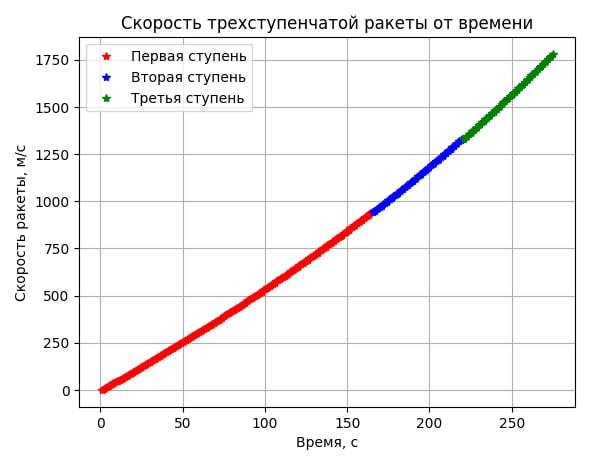 Скорость трехступенчатой ракеты от времени
Первая ступень
Вторая ступень
Третья ступень
Скорость ракеты, м/с
1750
1500
1250
1000
750
500
250
0
0 50 100 150 200 250
Время, с